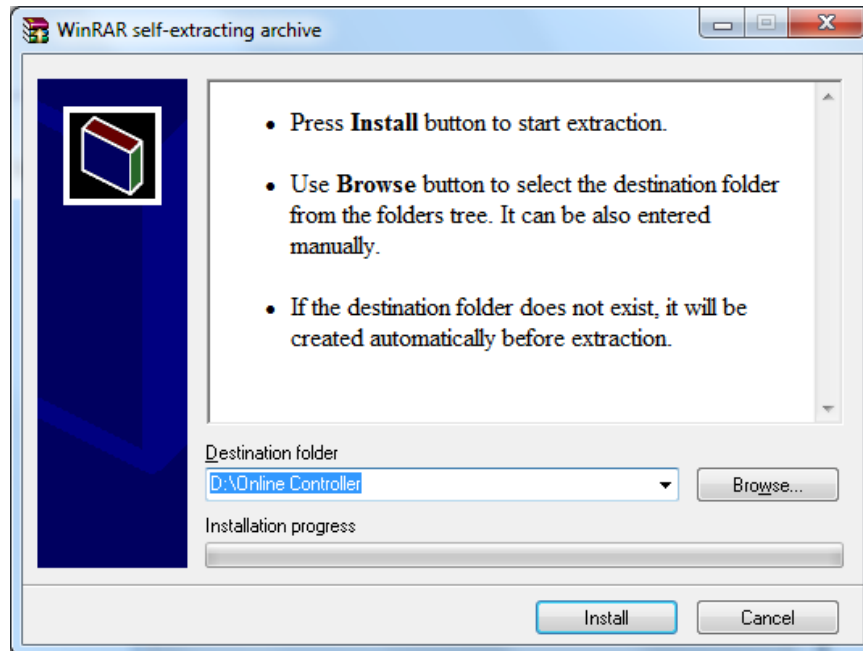 WinRAR self-extracting archive
• Press Install button to start extraction.
• Use Browse button to select the destination folder
from the folders tree. It can be also entered
manually.
• If the destination folder does not exist, it will be
created automatically before extraction.
Destination folder
D:\Online Controller
Browse...
Installation progress
Install
Cancel